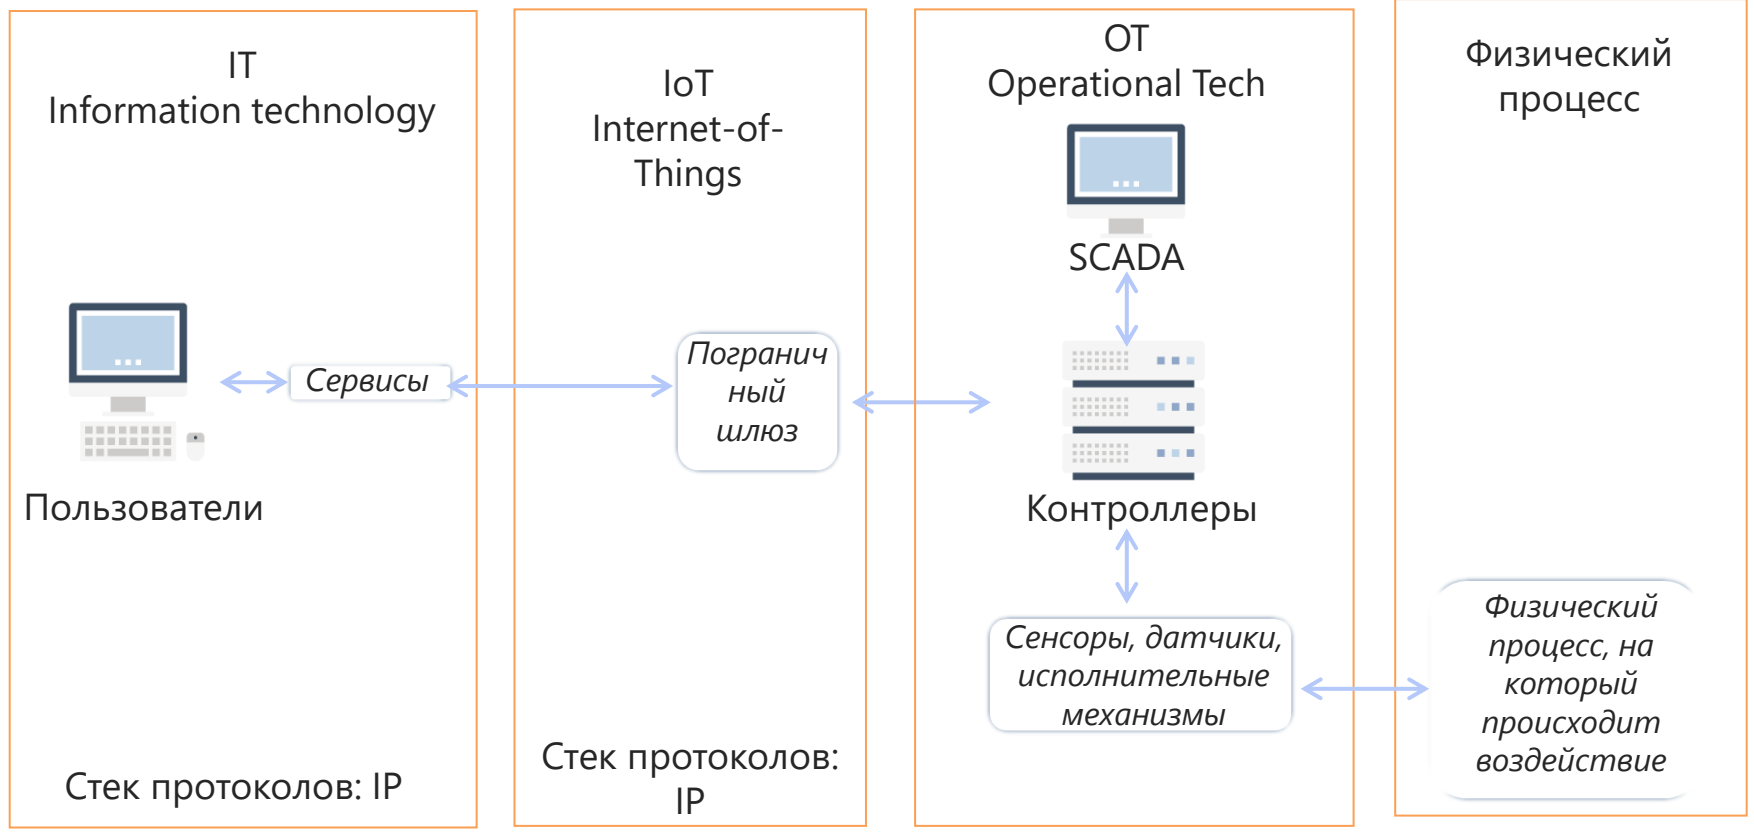 IT
Information technology
Пользователи
Сервисы
Стек протоколов: IP
IoT
Internet-of-
Things
Погранич
ный
шлюз
Стек протоколов:
IP
OT
Operational Tech
SCADA
Контроллеры
Сенсоры, датчики,
исполнительные
механизмы
Физический
процесс
Физический
процесс, на
который
происходит
воздействие